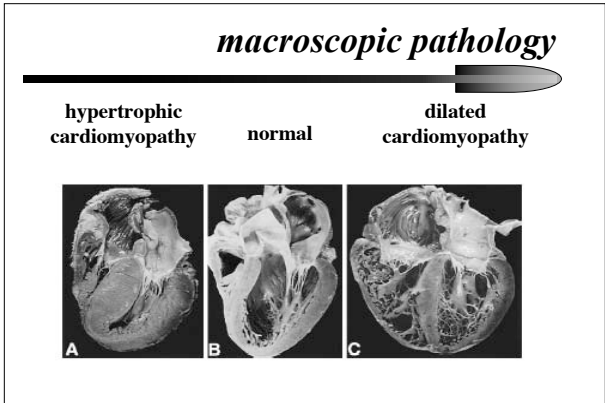 macroscopic pathology
hypertrophic
cardiomyopathy
normal
dilated
cardiomyopathy
A
B
C